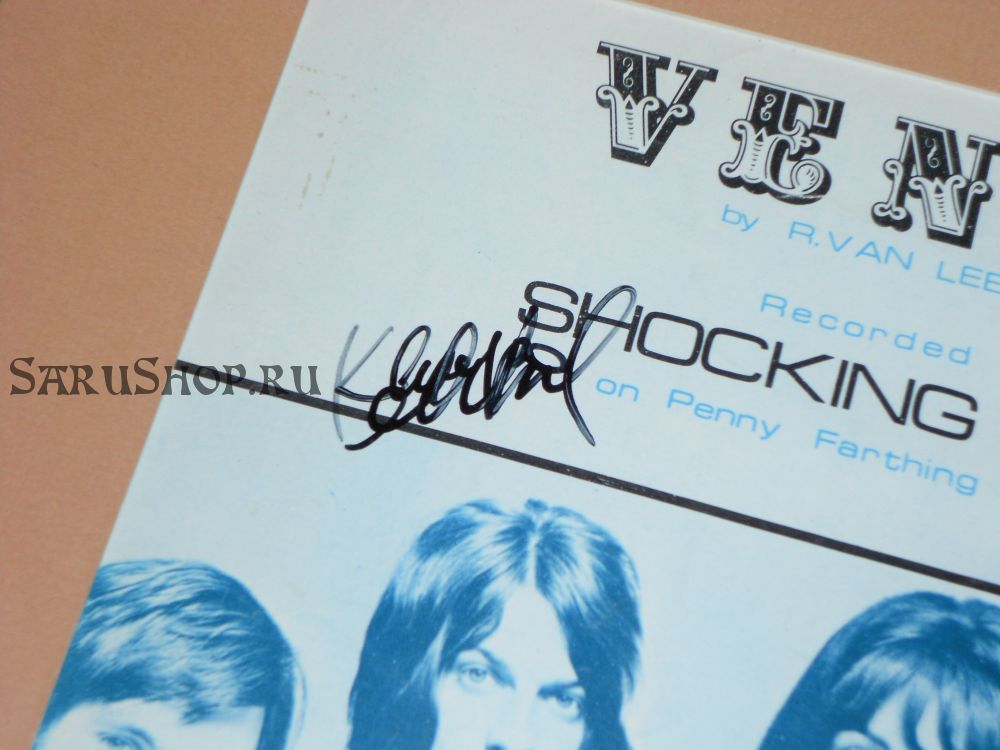 VEN
by R.VAN LEE
Recorded
SHOCKING
on Penny Farthing
SARUSHOP.RU